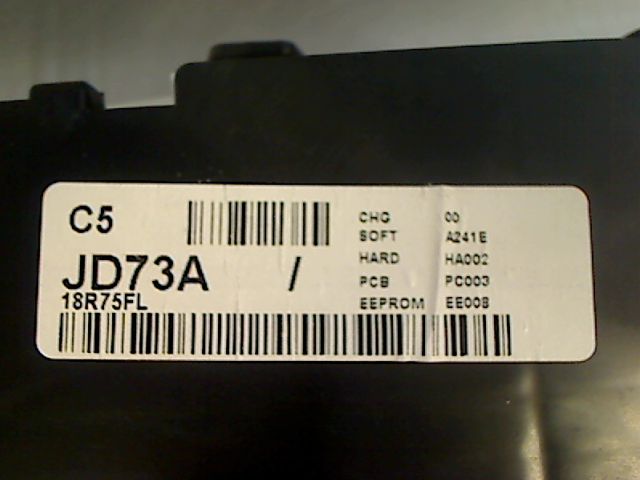 C5
JD73A /
18R75FL
CHG 00
SOFT A241E
HARD HA002
PCB PC003
EEPROM EE008